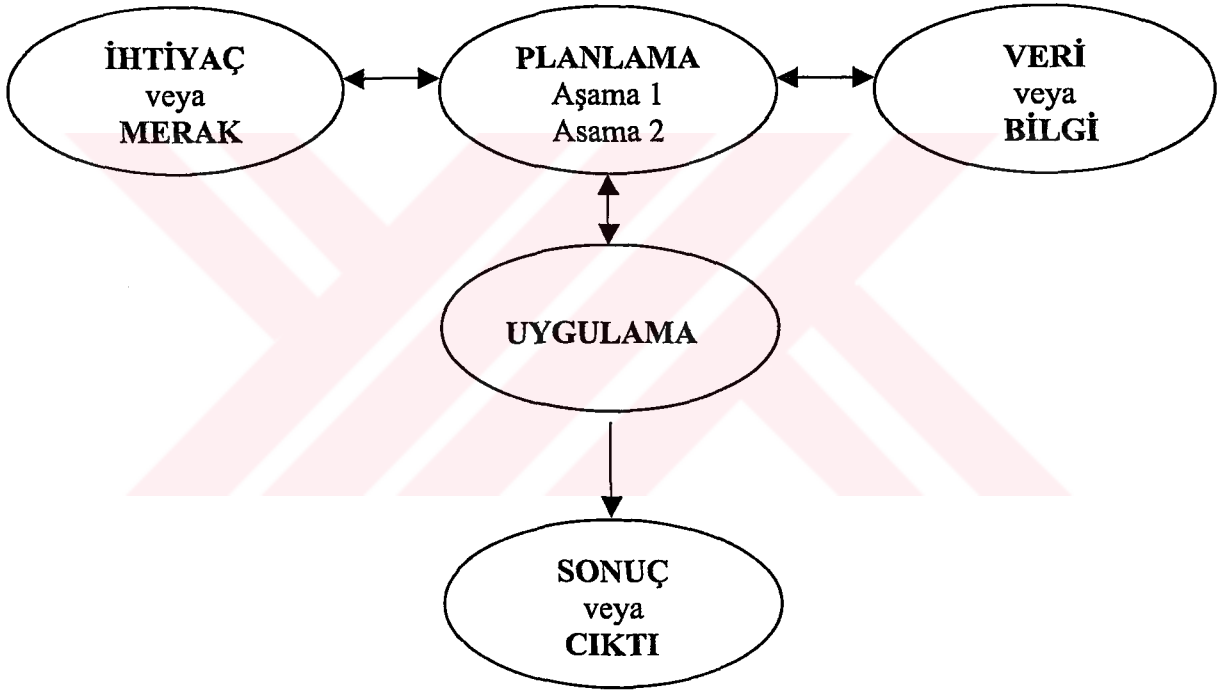 İHTİYAÇ
veya
MERAK
PLANLAMA
Aşama 1
Asama 2
VERİ
veya
BİLGİ
UYGULAMA
SONUÇ
veya
CIKTI